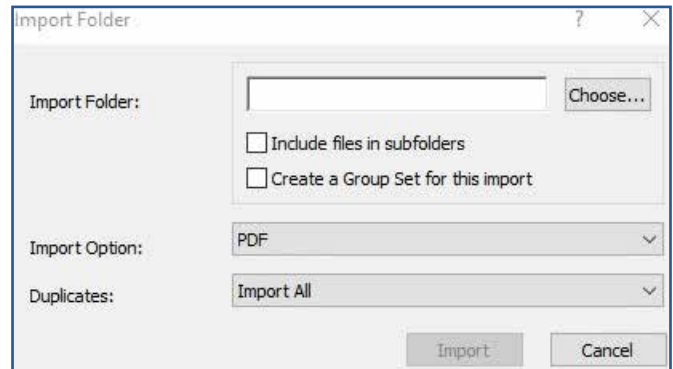 Import Folder
?
Import Folder:
Choose...
Include files in subfolders
Create a Group Set for this import
Import Option:
PDF
Duplicates:
Import All
Import
Cancel